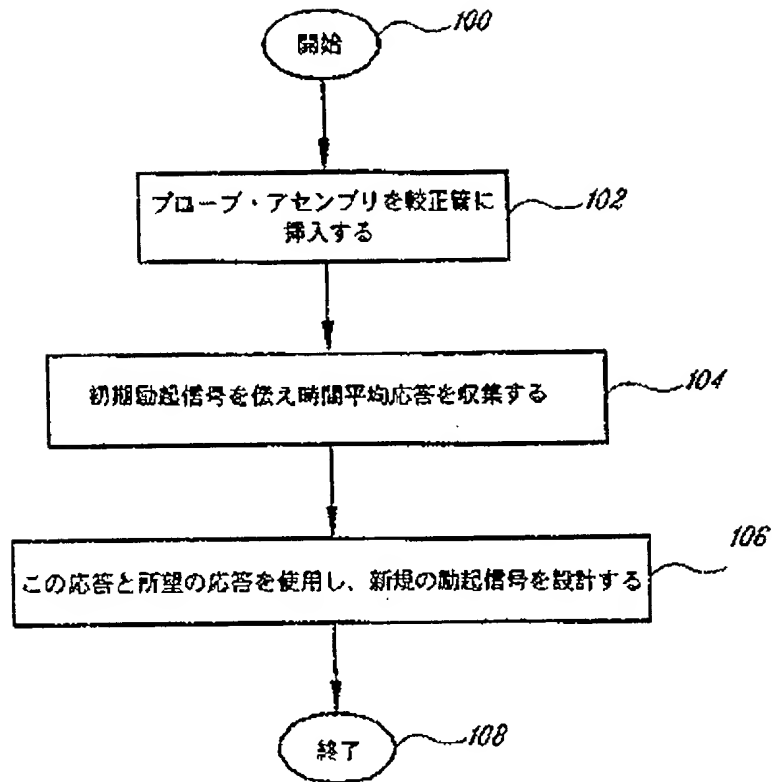 開始
100
プローブ・アセンブリを較正管に
挿入する
102
初期励起信号を伝え時間平均応答を収集する
104
この応答と所望の応答を使用し、新規の励起信号を設計する
106
終了
108